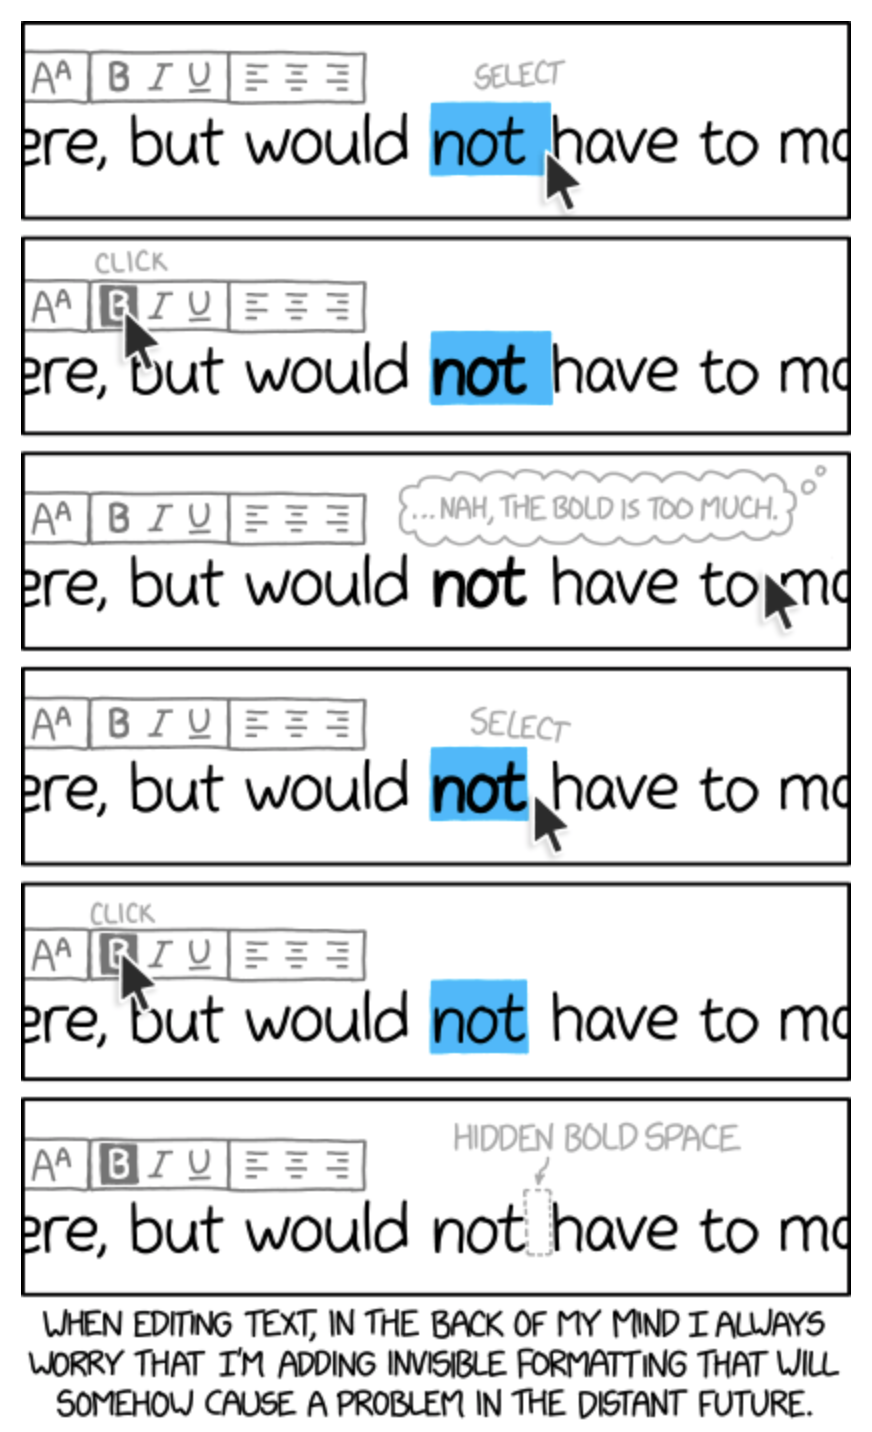 AA B I U
SELECT
ere, but would not have to mo
CLICK
AA B I U
ere, but would not have to mo
AA B I U
...NAH, THE BOLD IS TOO MUCH.
ere, but would not have to mo
AA B I U
SELECT
ere, but would not have to mo
CLICK
AA B I U
ere, but would not have to mo
HIDDEN BOLD SPACE
AA B I U
ere, but would not have to mo
WHEN EDITING TEXT, IN THE BACK OF MY MIND I ALWAYS
WORRY THAT I'M ADDING INVISIBLE FORMATTING THAT WILL
SOMEHOW CAUSE A PROBLEM IN THE DISTANT FUTURE.